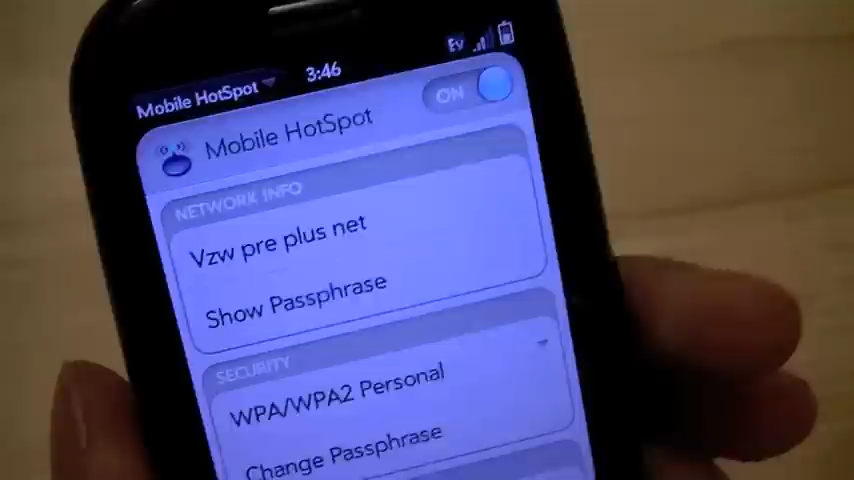 Ev
Mobile HotSpot 3:46
Mobile HotSpot ON
NETWORK INFO
Vzw pre plus net
Show Passphrase
SECURITY
WPA/WPA2 Personal
Change Passphrase